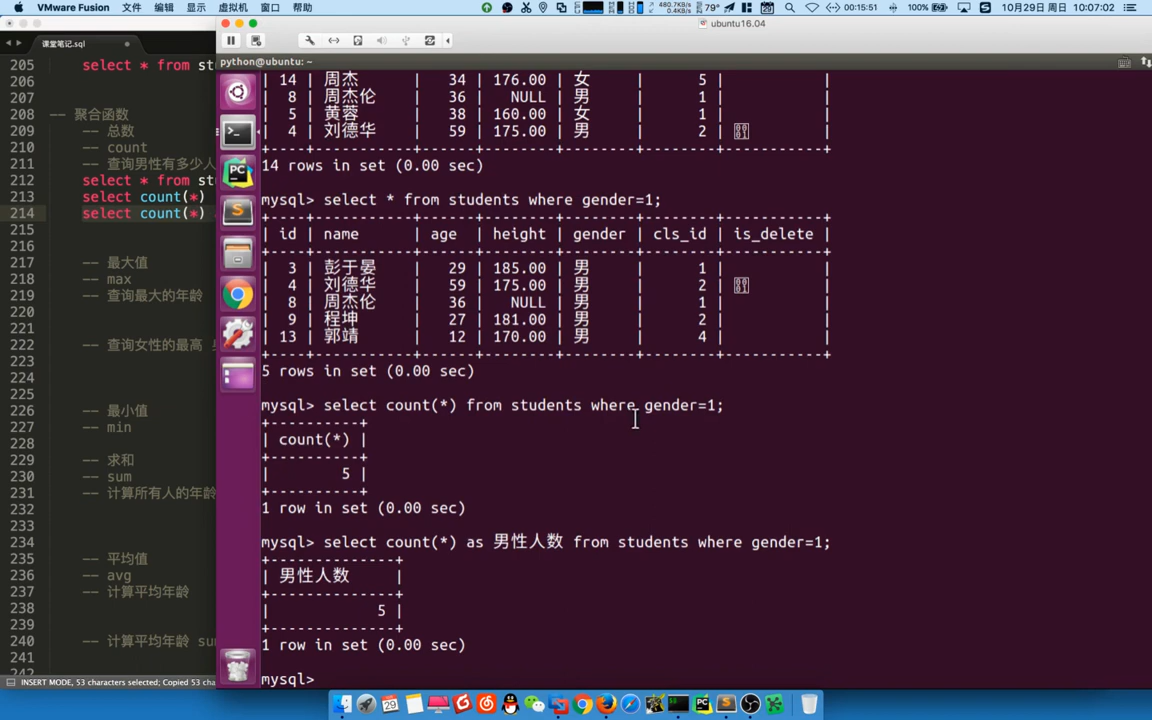 VMware Fusion 文件 编辑 显示 虚拟机 窗口 帮助 480.7KB/s 0.4KB/s 79° 00:15:51 100% 10月29日 周日 10:07:02
ubuntu16.04
课堂笔记.sql
python@ubuntu: ~
205 select * from st
206
207
208 -- 聚合函数
209 -- 总数
210 -- count
211 -- 查询男性有多少人
212 select * from st
213 select count(*)
214 select count(*)
215
216
217 -- 最大值
218 -- max
219 -- 查询最大的年龄
220
221
222 -- 查询女性的最高 身
223
224
225
226 -- 最小值
227 -- min
228
229 -- 求和
230 -- sum
231 -- 计算所有人的年龄
232
233
234
235 -- 平均值
236 -- avg
237 -- 计算平均年龄
238
239
240 -- 计算平均年龄 sum
241
242
INSERT MODE, 53 characters selected; Copied 53 cha
| 14 | 周杰 | 34 | 176.00 | 女 | 5 | |
| 8 | 周杰伦 | 36 | NULL | 男 | 1 | |
| 5 | 黄蓉 | 38 | 160.00 | 女 | 1 | |
| 4 | 刘德华 | 59 | 175.00 | 男 | 2 | |
+----+-----------+------+--------+--------+--------+-----------+
14 rows in set (0.00 sec)
mysql> select * from students where gender=1;
+----+-----------+------+--------+--------+--------+-----------+
| id | name | age | height | gender | cls_id | is_delete |
+----+-----------+------+--------+--------+--------+-----------+
| 3 | 彭于晏 | 29 | 185.00 | 男 | 1 | |
| 4 | 刘德华 | 59 | 175.00 | 男 | 2 | |
| 8 | 周杰伦 | 36 | NULL | 男 | 1 | |
| 9 | 程坤 | 27 | 181.00 | 男 | 2 | |
| 13 | 郭靖 | 12 | 170.00 | 男 | 4 | |
+----+-----------+------+--------+--------+--------+-----------+
5 rows in set (0.00 sec)
mysql> select count(*) from students where gender=1;
+----------+
| count(*) |
+----------+
| 5 |
+----------+
1 row in set (0.00 sec)
mysql> select count(*) as 男性人数 from students where gender=1;
+--------------+
| 男性人数 |
+--------------+
| 5 |
+--------------+
1 row in set (0.00 sec)
mysql>